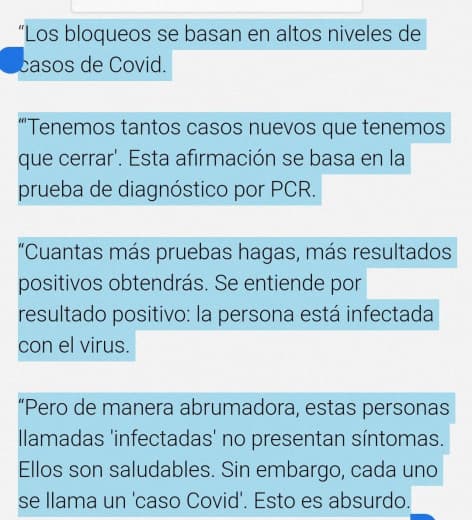 “Los bloqueos se basan en altos niveles de
casos de Covid.
“'Tenemos tantos casos nuevos que tenemos
que cerrar'. Esta afirmación se basa en la
prueba de diagnóstico por PCR.
“Cuantas más pruebas hagas, más resultados
positivos obtendrás. Se entiende por
resultado positivo: la persona está infectada
con el virus.
“Pero de manera abrumadora, estas personas
llamadas 'infectadas' no presentan síntomas.
Ellos son saludables. Sin embargo, cada uno
se llama un 'caso Covid'. Esto es absurdo.